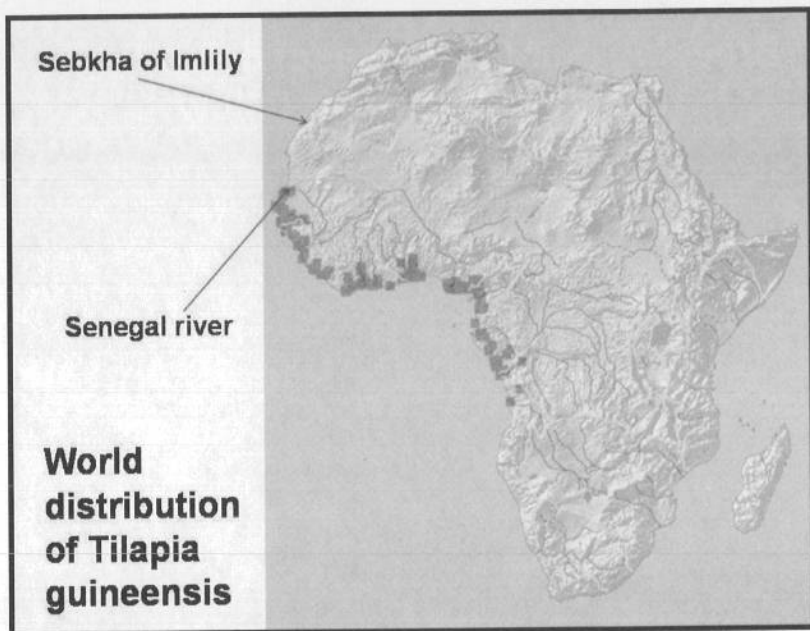 Sebkha of Imlily
Senegal river
World
distribution
of Tilapia
guineensis